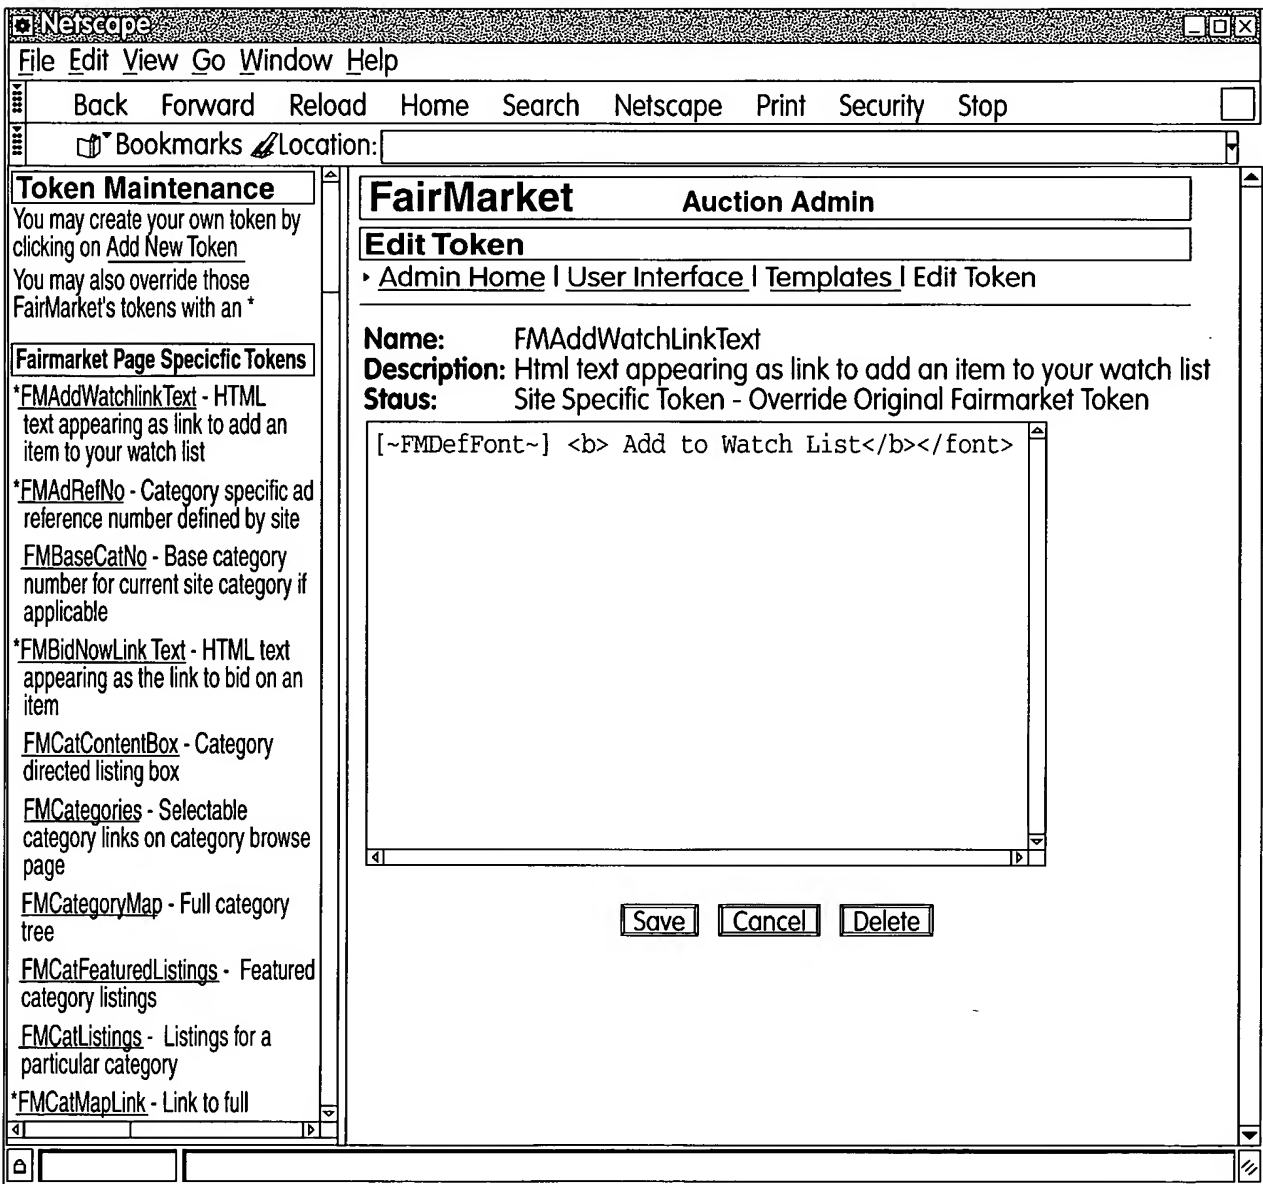 Netscape
File Edit View Go Window Help
Back Forward Reload Home Search Netscape Print Security Stop
Bookmarks Location:
Token Maintenance
You may create your own token by
clicking on Add New Token
You may also override those
FairMarket's tokens with an *
Fairmarket Page Specicfic Tokens
*FMAddWatchlinkText - HTML
text appearing as link to add an
item to your watch list
*FMAdRefNo - Category specific ad
reference number defined by site
FMBaseCatNo - Base category
number for current site category if
applicable
*FMBidNowLink Text - HTML text
appearing as the link to bid on an
item
FMCatContentBox - Category
directed listing box
FMCategories - Selectable
category links on category browse
page
FMCategoryMap - Full category
tree
FMCatFeaturedListings - Featured
category listings
FMCatListings - Listings for a
particular category
*FMCatMapLink - Link to full
FairMarket Auction Admin
Edit Token
Admin Home | User Interface | Templates | Edit Token
Name: FMAddWatchLinkText
Description: Html text appearing as link to add an item to your watch list
Staus: Site Specific Token - Override Original Fairmarket Token
[~FMDefFont~] <b> Add to Watch List</b></font>
Save Cancel Delete